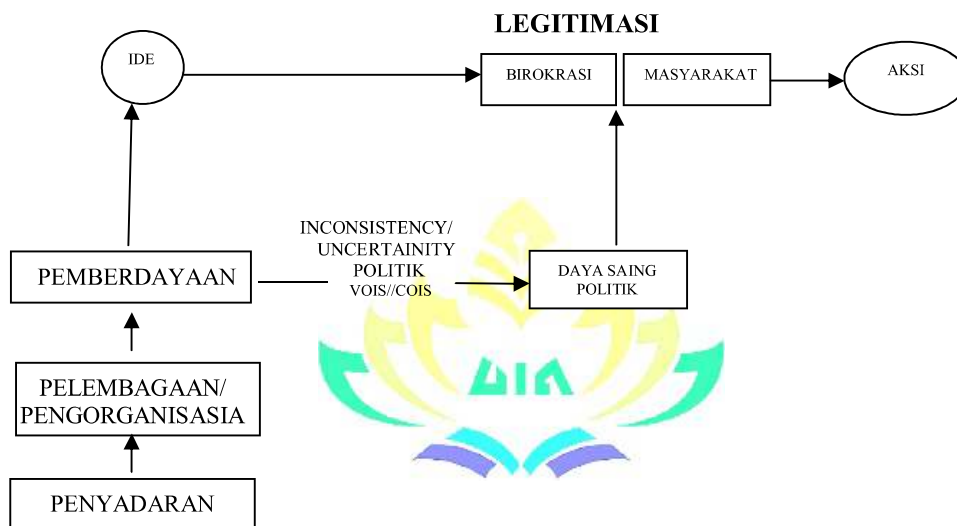 LEGITIMASI
IDE
BIROKRASI
MASYARAKAT
AKSI
INCONSISTENCY/
UNCERTAINITY
POLITIK
VOIS//COIS
PEMBERDAYAAN
DAYA SAING
POLITIK
PELEMBAGAAN/
PENGORGANISASIA
PENYADARAN